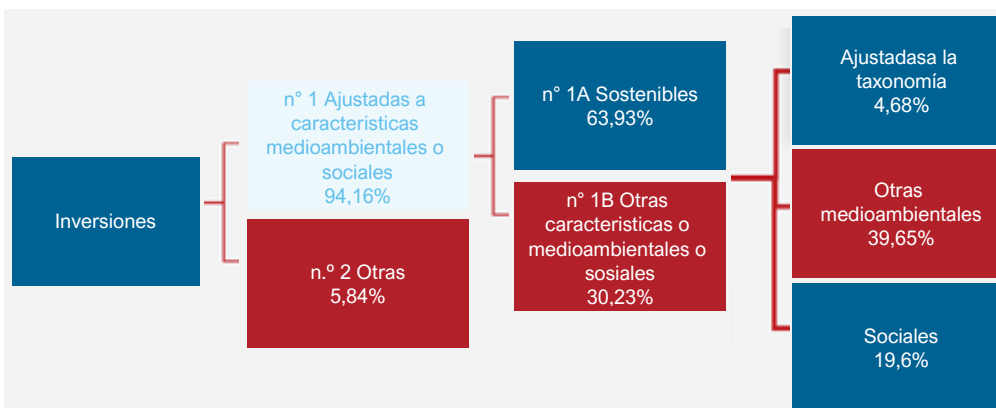 Inversiones
n° 1 Ajustadas a
caracteristicas
medioambientales o
sociales
94,16%
n.º 2 Otras
5,84%
n° 1A Sostenibles
63,93%
n° 1B Otras
caracteristicas o
medioambientales o
sosiales
30,23%
Ajustadasa la
taxonomía
4,68%
Otras
medioambientales
39,65%
Sociales
19,6%